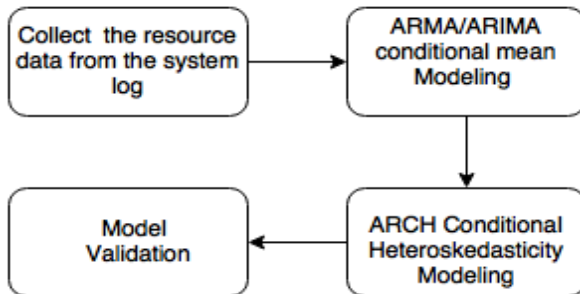 Collect the resource
data from the system
log
ARMA/ARIMA
conditional mean
Modeling
Model
Validation
ARCH Conditional
Heteroskedasticity
Modeling